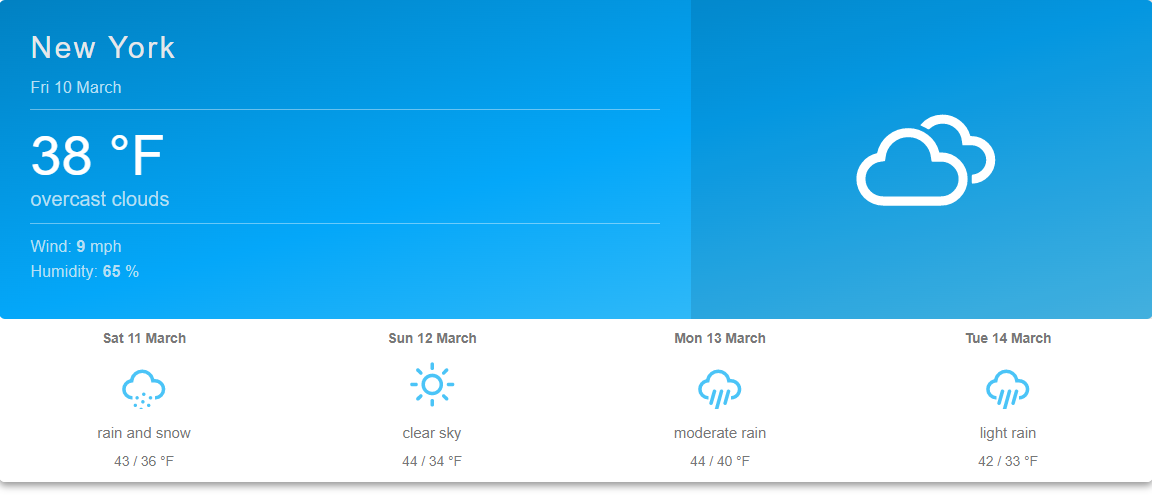 New York
Fri 10 March
38 °F
overcast clouds
Wind: 9 mph
Humidity: 65 %
Sat 11 March
rain and snow
43 / 36 °F
Sun 12 March
clear sky
44 / 34 °F
Mon 13 March
moderate rain
44 / 40 °F
Tue 14 March
light rain
42 / 33 °F